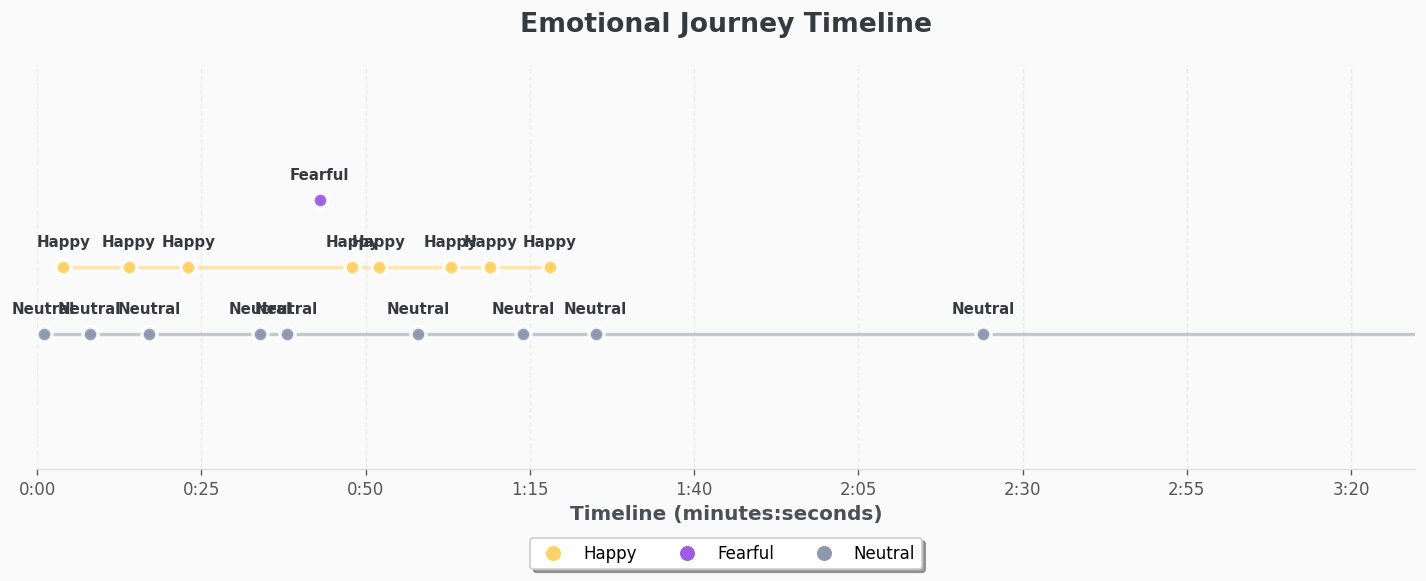 Emotional Journey Timeline
Fearful
Happy Happy Happy Happy Happy Happy Happy Happy
Neutral Neutral Neutral Neutral Neutral Neutral Neutral Neutral Neutral
0:00 0:25 0:50 1:15 1:40 2:05 2:30 2:55 3:20
Timeline (minutes:seconds)
Happy Fearful Neutral